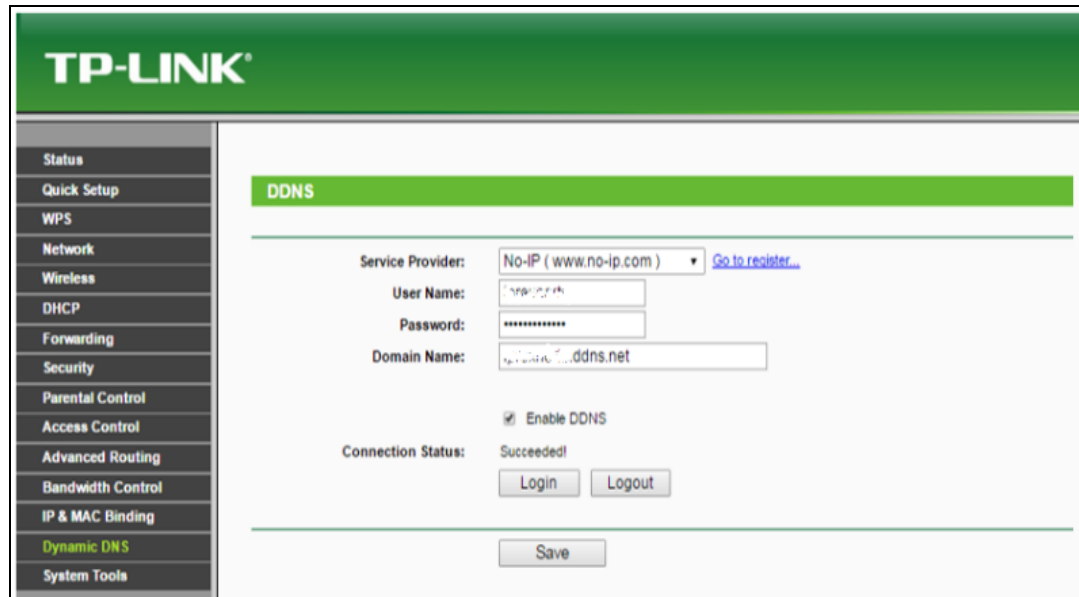 TP-LINK®
Status
Quick Setup
WPS
Network
Wireless
DHCP
Forwarding
Security
Parental Control
Access Control
Advanced Routing
Bandwidth Control
IP & MAC Binding
Dynamic DNS
System Tools
DDNS
Service Provider: No-IP ( www.no-ip.com ) Go to register...
User Name:
Password: •••••••••••••
Domain Name: .ddns.net
Enable DDNS
Connection Status: Succeeded!
Login Logout
Save